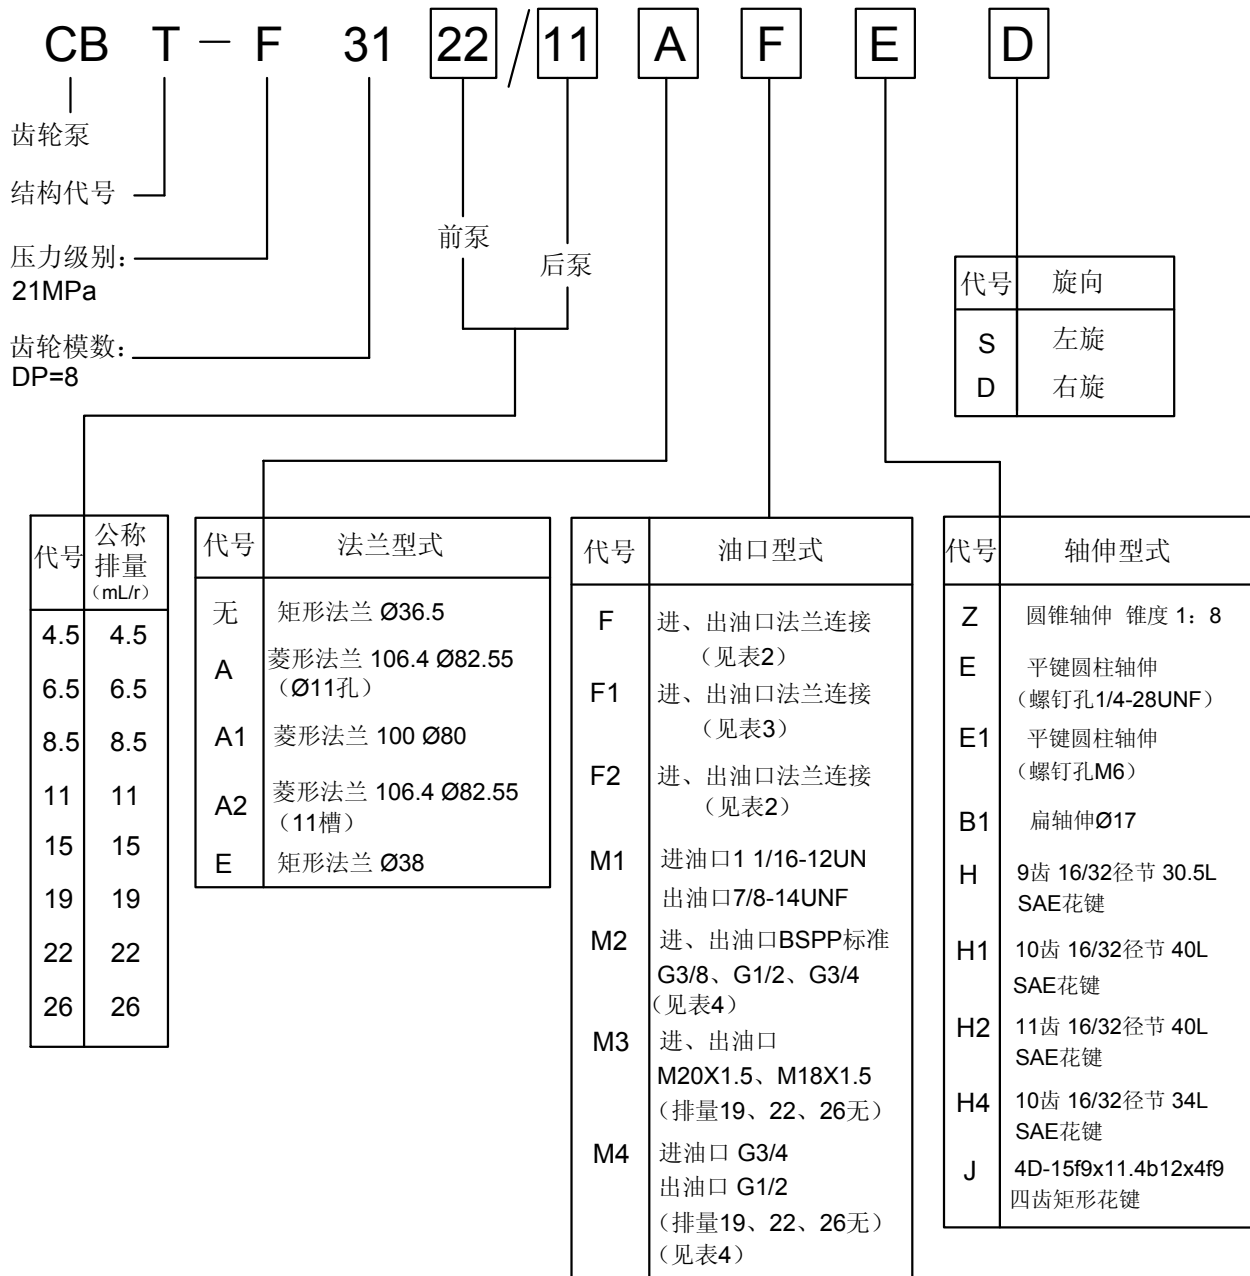 CB T － F 31 22 / 11 A F E D
齿轮泵
结构代号
压力级别：
21MPa
齿轮模数：
DP=8
前泵
后泵
代号 旋向
S 左旋
D 右旋
代号 公称排量（mL/r）
4.5 4.5
6.5 6.5
8.5 8.5
11 11
15 15
19 19
22 22
26 26
代号 法兰型式
无 矩形法兰 Ø36.5
A 菱形法兰 106.4 Ø82.55
（Ø11孔）
A1 菱形法兰 100 Ø80
A2 菱形法兰 106.4 Ø82.55
（11槽）
E 矩形法兰 Ø38
代号 油口型式
F 进、出油口法兰连接
（见表2）
F1 进、出油口法兰连接
（见表3）
F2 进、出油口法兰连接
（见表2）
M1 进油口1 1/16-12UN
出油口7/8-14UNF
M2 进、出油口BSPP标准
G3/8、G1/2、G3/4
（见表4）
M3 进、出油口
M20X1.5、M18X1.5
（排量19、22、26无）
M4 进油口 G3/4
出油口 G1/2
（排量19、22、26无）
（见表4）
代号 轴伸型式
Z 圆锥轴伸 锥度 1：8
E 平键圆柱轴伸
（螺钉孔1/4-28UNF）
E1 平键圆柱轴伸
（螺钉孔M6）
B1 扁轴伸Ø17
H 9齿 16/32径节 30.5L
SAE花键
H1 10齿 16/32径节 40L
SAE花键
H2 11齿 16/32径节 40L
SAE花键
H4 10齿 16/32径节 34L
SAE花键
J 4D-15f9x11.4b12x4f9
四齿矩形花键